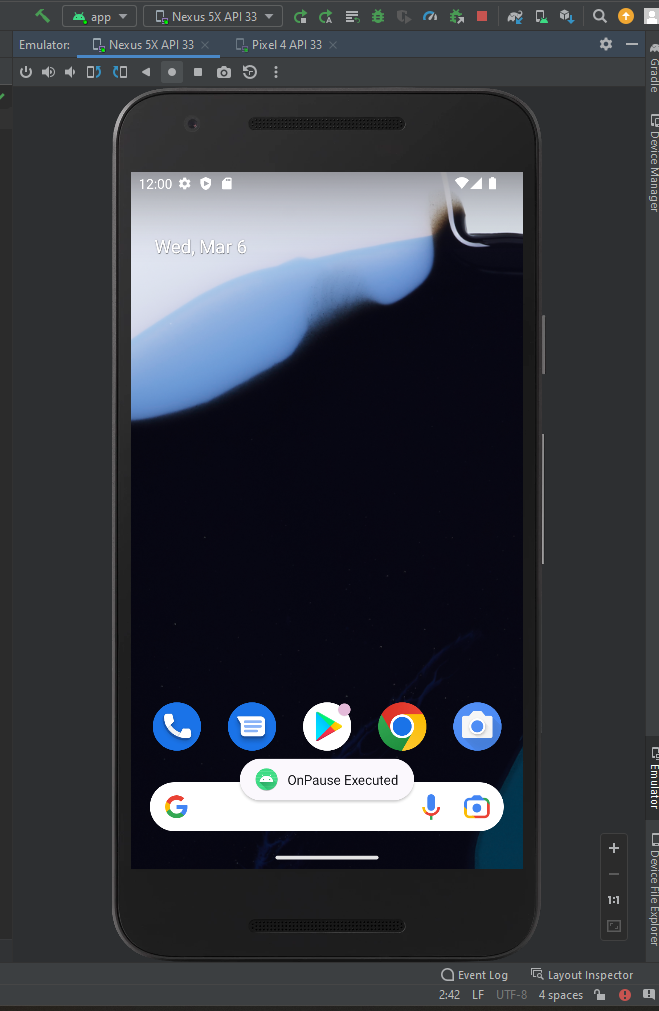 app
Nexus 5X API 33
Emulator:
Nexus 5X API 33
Pixel 4 API 33
Gradle
Device Manager
12:00
Wed, Mar 6
OnPause Executed
Emulator
1:1
Device File Explorer
Event Log
Layout Inspector
2:42
LF
UTF-8
4 spaces